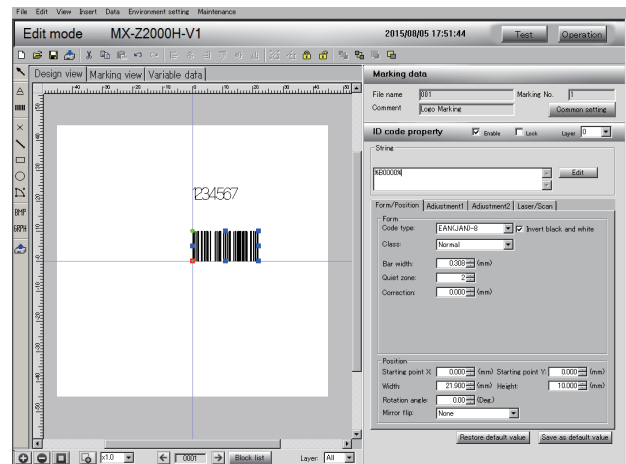 File Edit View Insert Data Environment setting Maintenance
Edit mode MX-Z2000H-V1 2015/08/05 17:51:44 Test Operation
Design view Marking view Variable data
Marking data
File name 001 Marking No. 1
Comment Logo Marking Common setting
ID code property Enable Lock Layer 0
String
%B0000%
Edit
Form/Position Adjustment1 Adjustment2 Laser/Scan
Form
Code type: EAN(JAN)-8 Invert black and white
Class: Normal
Bar width: 0.308 (mm)
Quiet zone: 2
Correction: 0.000 (mm)
Position
Starting point X: 0.000 (mm) Starting point Y: 0.000 (mm)
Width: 21.900 (mm) Height: 10.000 (mm)
Rotation angle: 0.00 (Deg.)
Mirror flip: None
Restore default value Save as default value
1234567
BMP
GRPH
x1.0 0001 Block list Layer: All